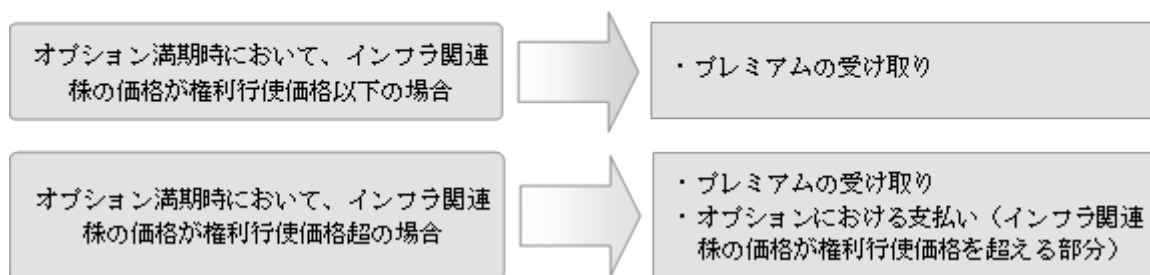 オプション満期時において、インフラ関連
株の価格が権利行使価格以下の場合
・プレミアムの受け取り
オプション満期時において、インフラ関連
株の価格が権利行使価格超の場合
・プレミアムの受け取り
・オプションにおける支払い（インフラ関連
株の価格が権利行使価格を超える部分）